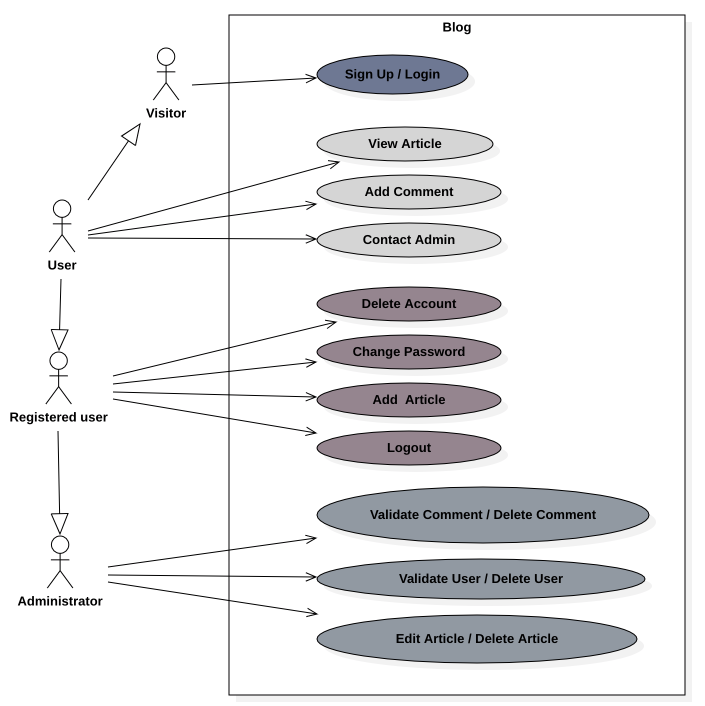 Blog
Sign Up / Login
Visitor
View Article
Add Comment
Contact Admin
User
Delete Account
Change Password
Add  Article
Logout
Registered user
Validate Comment / Delete Comment
Validate User / Delete User
Edit Article / Delete Article
Administrator